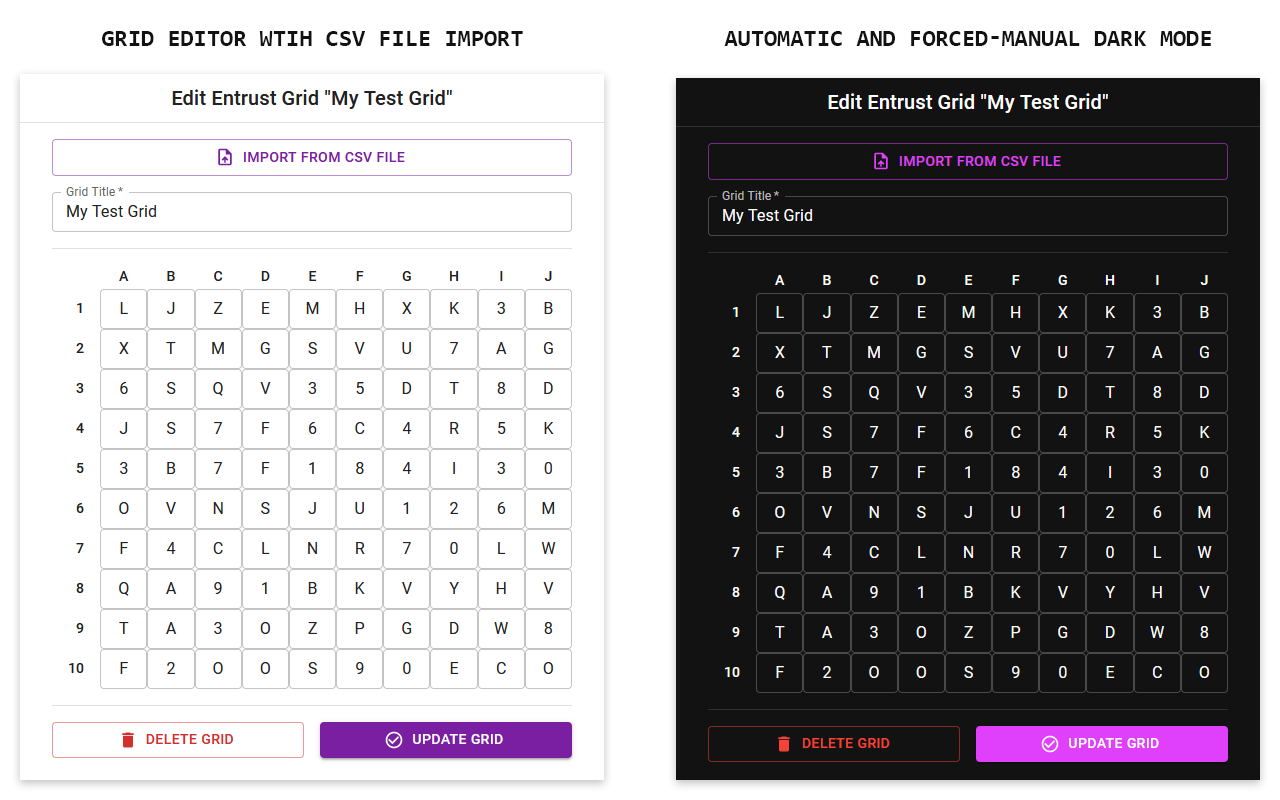 GRID EDITOR WTIH CSV FILE IMPORT
Edit Entrust Grid "My Test Grid"
IMPORT FROM CSV FILE
Grid Title *
My Test Grid
A B C D E F G H I J
1 L J Z E M H X K 3 B
2 X T M G S V U 7 A G
3 6 S Q V 3 5 D T 8 D
4 J S 7 F 6 C 4 R 5 K
5 3 B 7 F 1 8 4 I 3 0
6 O V N S J U 1 2 6 M
7 F 4 C L N R 7 0 L W
8 Q A 9 1 B K V Y H V
9 T A 3 O Z P G D W 8
10 F 2 O O S 9 0 E C O
DELETE GRID
UPDATE GRID
AUTOMATIC AND FORCED-MANUAL DARK MODE
Edit Entrust Grid "My Test Grid"
IMPORT FROM CSV FILE
Grid Title *
My Test Grid
A B C D E F G H I J
1 L J Z E M H X K 3 B
2 X T M G S V U 7 A G
3 6 S Q V 3 5 D T 8 D
4 J S 7 F 6 C 4 R 5 K
5 3 B 7 F 1 8 4 I 3 0
6 O V N S J U 1 2 6 M
7 F 4 C L N R 7 0 L W
8 Q A 9 1 B K V Y H V
9 T A 3 O Z P G D W 8
10 F 2 O O S 9 0 E C O
DELETE GRID
UPDATE GRID